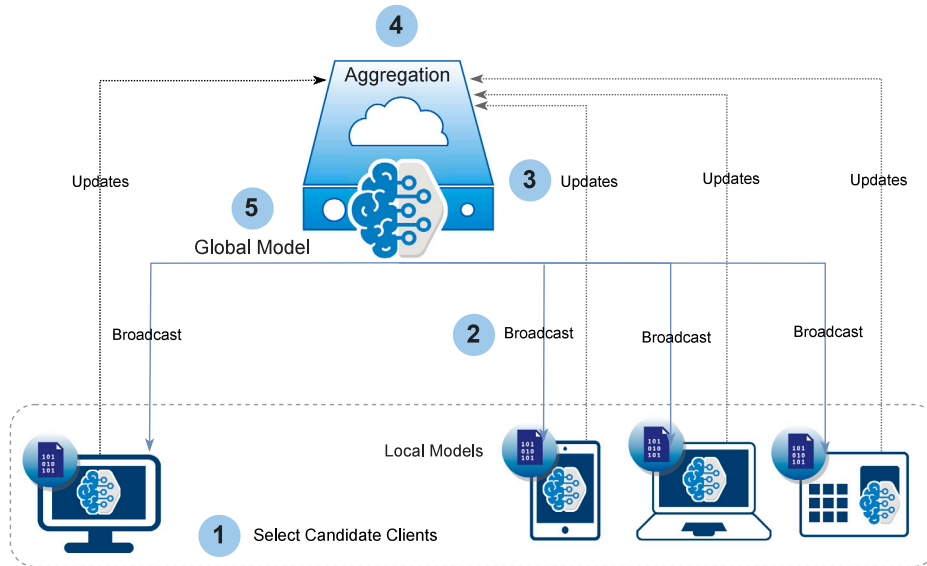 4
Aggregation
Updates
3
Updates
Updates
Updates
5
Global Model
Broadcast
2
Broadcast
Broadcast
Broadcast
101
010
101
Local Models
101
010
101
101
010
101
101
010
101
1
Select Candidate Clients